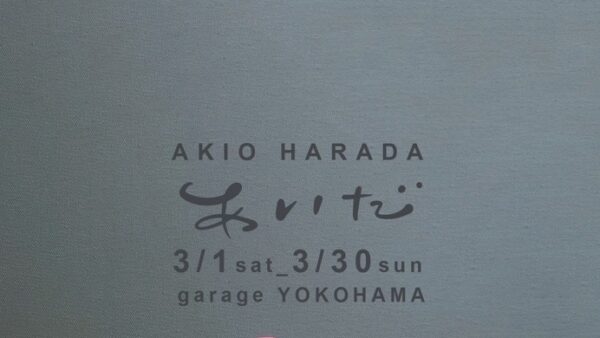 AKIO HARADA
あいだ
3/1sat_3/30sun
garage YOKOHAMA